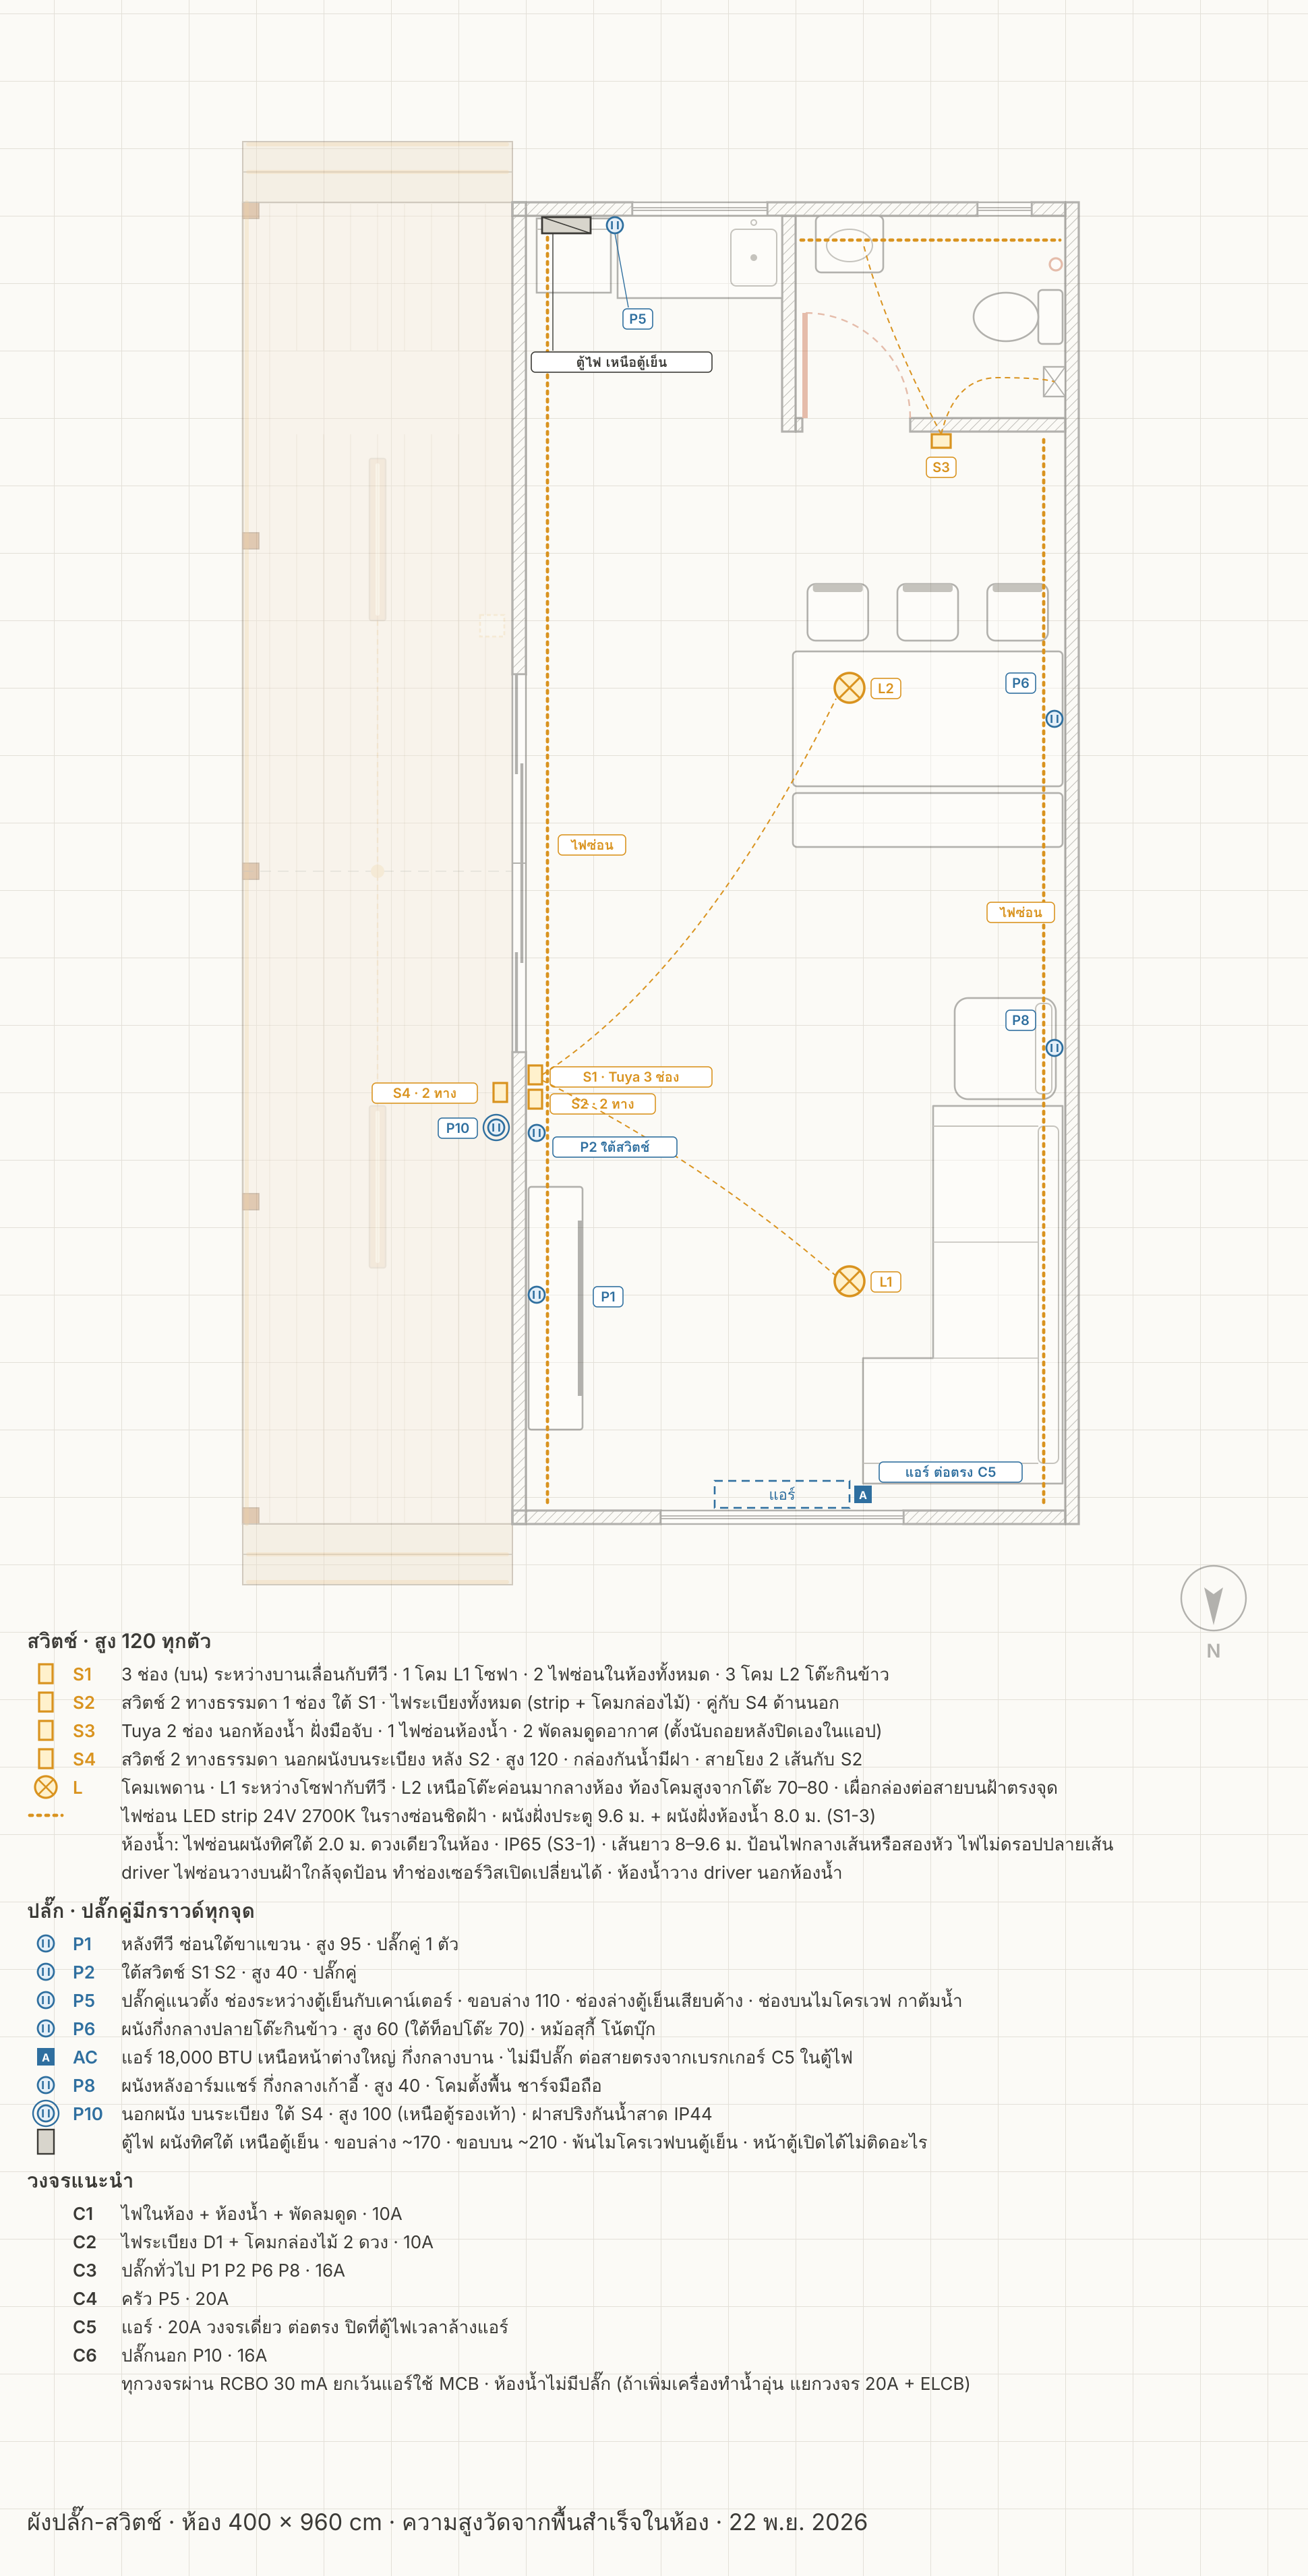 P5
ตู้ไฟ เหนือตู้เย็น
S3
L2
P6
ไฟซ่อน
ไฟซ่อน
P8
S1 · Tuya 3 ช่อง
S4 · 2 ทาง
S2 · 2 ทาง
P10
P2 ใต้สวิตช์
L1
P1
แอร์ ต่อตรง C5
แอร์
A
N
สวิตช์ · สูง 120 ทุกตัว
S1 3 ช่อง (บน) ระหว่างบานเลื่อนกับทีวี · 1 โคม L1 โซฟา · 2 ไฟซ่อนในห้องทั้งหมด · 3 โคม L2 โต๊ะกินข้าว
S2 สวิตช์ 2 ทางธรรมดา 1 ช่อง ใต้ S1 · ไฟระเบียงทั้งหมด (strip + โคมกล่องไม้) · คู่กับ S4 ด้านนอก
S3 Tuya 2 ช่อง นอกห้องน้ำ ฝั่งมือจับ · 1 ไฟซ่อนห้องน้ำ · 2 พัดลมดูดอากาศ (ตั้งนับถอยหลังปิดเองในแอป)
S4 สวิตช์ 2 ทางธรรมดา นอกผนังบนระเบียง หลัง S2 · สูง 120 · กล่องกันน้ำมีฝา · สายโยง 2 เส้นกับ S2
L โคมเพดาน · L1 ระหว่างโซฟากับทีวี · L2 เหนือโต๊ะค่อนมากลางห้อง ท้องโคมสูงจากโต๊ะ 70–80 · เผื่อกล่องต่อสายบนฝ้าตรงจุด
ไฟซ่อน LED strip 24V 2700K ในรางซ่อนชิดฝ้า · ผนังฝั่งประตู 9.6 ม. + ผนังฝั่งห้องน้ำ 8.0 ม. (S1-3)
ห้องน้ำ: ไฟซ่อนผนังทิศใต้ 2.0 ม. ดวงเดียวในห้อง · IP65 (S3-1) · เส้นยาว 8–9.6 ม. ป้อนไฟกลางเส้นหรือสองหัว ไฟไม่ดรอปปลายเส้น
driver ไฟซ่อนวางบนฝ้าใกล้จุดป้อน ทำช่องเซอร์วิสเปิดเปลี่ยนได้ · ห้องน้ำวาง driver นอกห้องน้ำ
ปลั๊ก · ปลั๊กคู่มีกราวด์ทุกจุด
P1 หลังทีวี ซ่อนใต้ขาแขวน · สูง 95 · ปลั๊กคู่ 1 ตัว
P2 ใต้สวิตช์ S1 S2 · สูง 40 · ปลั๊กคู่
P5 ปลั๊กคู่แนวตั้ง ช่องระหว่างตู้เย็นกับเคาน์เตอร์ · ขอบล่าง 110 · ช่องล่างตู้เย็นเสียบค้าง · ช่องบนไมโครเวฟ กาต้มน้ำ
P6 ผนังกึ่งกลางปลายโต๊ะกินข้าว · สูง 60 (ใต้ท็อปโต๊ะ 70) · หม้อสุกี้ โน้ตบุ๊ก
A AC แอร์ 18,000 BTU เหนือหน้าต่างใหญ่ กึ่งกลางบาน · ไม่มีปลั๊ก ต่อสายตรงจากเบรกเกอร์ C5 ในตู้ไฟ
P8 ผนังหลังอาร์มแชร์ กึ่งกลางเก้าอี้ · สูง 40 · โคมตั้งพื้น ชาร์จมือถือ
P10 นอกผนัง บนระเบียง ใต้ S4 · สูง 100 (เหนือตู้รองเท้า) · ฝาสปริงกันน้ำสาด IP44
ตู้ไฟ ผนังทิศใต้ เหนือตู้เย็น · ขอบล่าง ~170 · ขอบบน ~210 · พ้นไมโครเวฟบนตู้เย็น · หน้าตู้เปิดได้ไม่ติดอะไร
วงจรแนะนำ
C1 ไฟในห้อง + ห้องน้ำ + พัดลมดูด · 10A
C2 ไฟระเบียง D1 + โคมกล่องไม้ 2 ดวง · 10A
C3 ปลั๊กทั่วไป P1 P2 P6 P8 · 16A
C4 ครัว P5 · 20A
C5 แอร์ · 20A วงจรเดี่ยว ต่อตรง ปิดที่ตู้ไฟเวลาล้างแอร์
C6 ปลั๊กนอก P10 · 16A
ทุกวงจรผ่าน RCBO 30 mA ยกเว้นแอร์ใช้ MCB · ห้องน้ำไม่มีปลั๊ก (ถ้าเพิ่มเครื่องทำน้ำอุ่น แยกวงจร 20A + ELCB)
ผังปลั๊ก-สวิตช์ · ห้อง 400 × 960 cm · ความสูงวัดจากพื้นสำเร็จในห้อง · 22 พ.ย. 2026